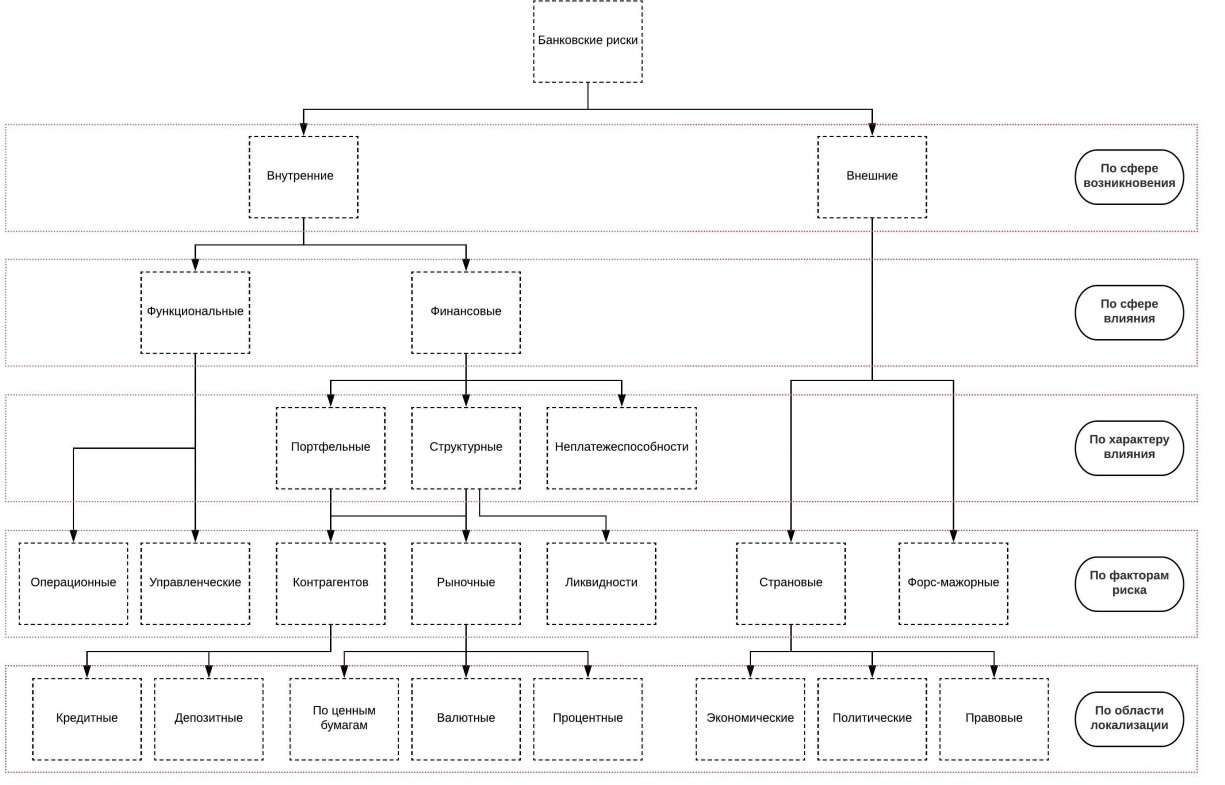 Банковские риски
Внутренние
Внешние
По сфере
возникновения
Функциональные
Финансовые
По сфере
влияния
Портфельные
Структурные
Неплатежеспособности
По характеру
влияния
Операционные
Управленческие
Контрагентов
Рыночные
Ликвидности
Страновые
Форс-мажорные
По факторам
риска
Кредитные
Депозитные
По ценным
бумагам
Валютные
Процентные
Экономические
Политические
Правовые
По области
локализации